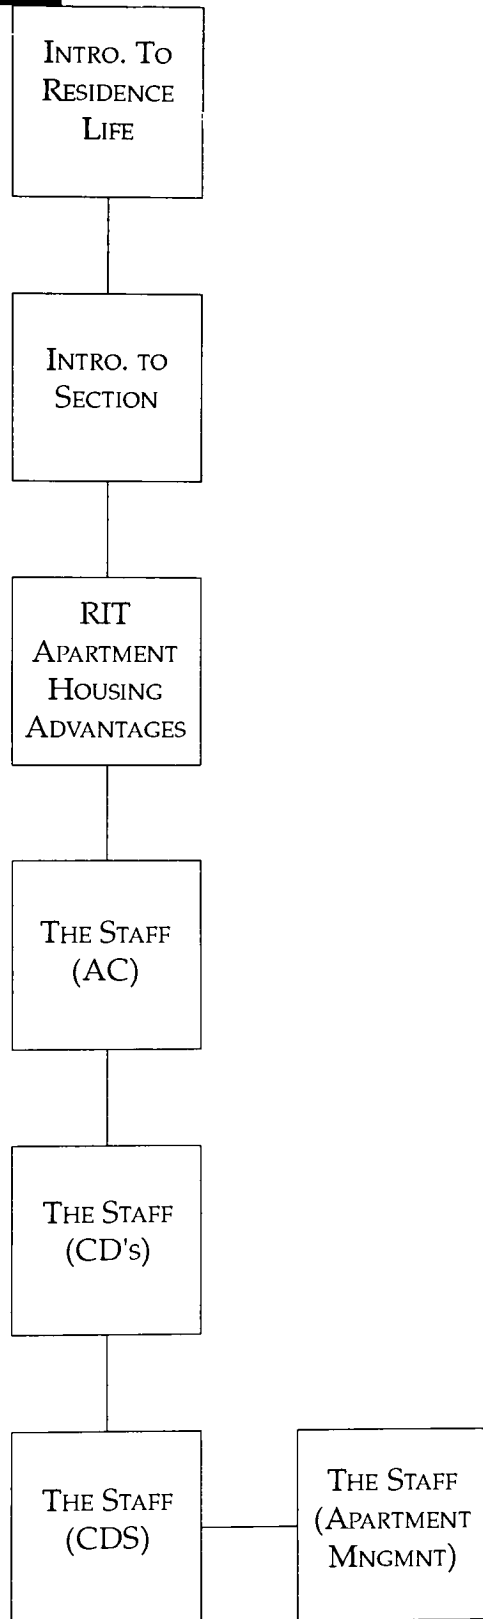 Intro. To
Residence
Life
Intro. to
Section
RIT
Apartment
Housing
Advantages
The Staff
(AC)
The Staff
(CD's)
The Staff
(CDS)
The Staff
(Apartment
Mngmnt)